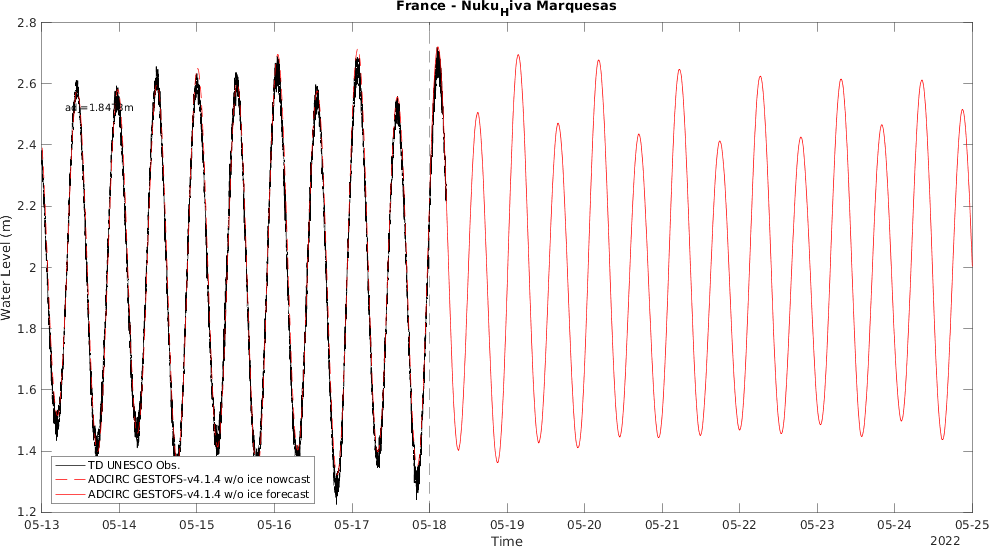 France - Nuku_Hiva Marquesas
2.8
2.6
2.4
2.2
2
1.8
1.6
1.4
1.2
Water Level (m)
TD UNESCO Obs.
ADCIRC GESTOFS-v4.1.4 w/o ice nowcast
ADCIRC GESTOFS-v4.1.4 w/o ice forecast
05-13 05-14 05-15 05-16 05-17 05-18 05-19 05-20 05-21 05-22 05-23 05-24 05-25
Time
2022